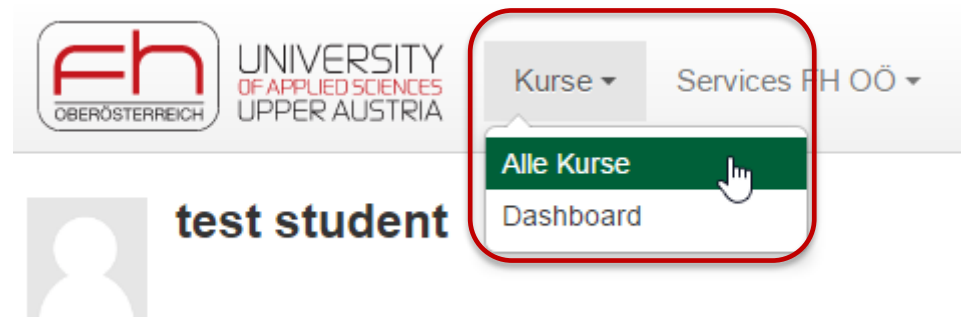 fh
OBERÖSTERREICH
UNIVERSITY
OF APPLIED SCIENCES
UPPER AUSTRIA
Kurse
Services FH OÖ
Alle Kurse
Dashboard
test student